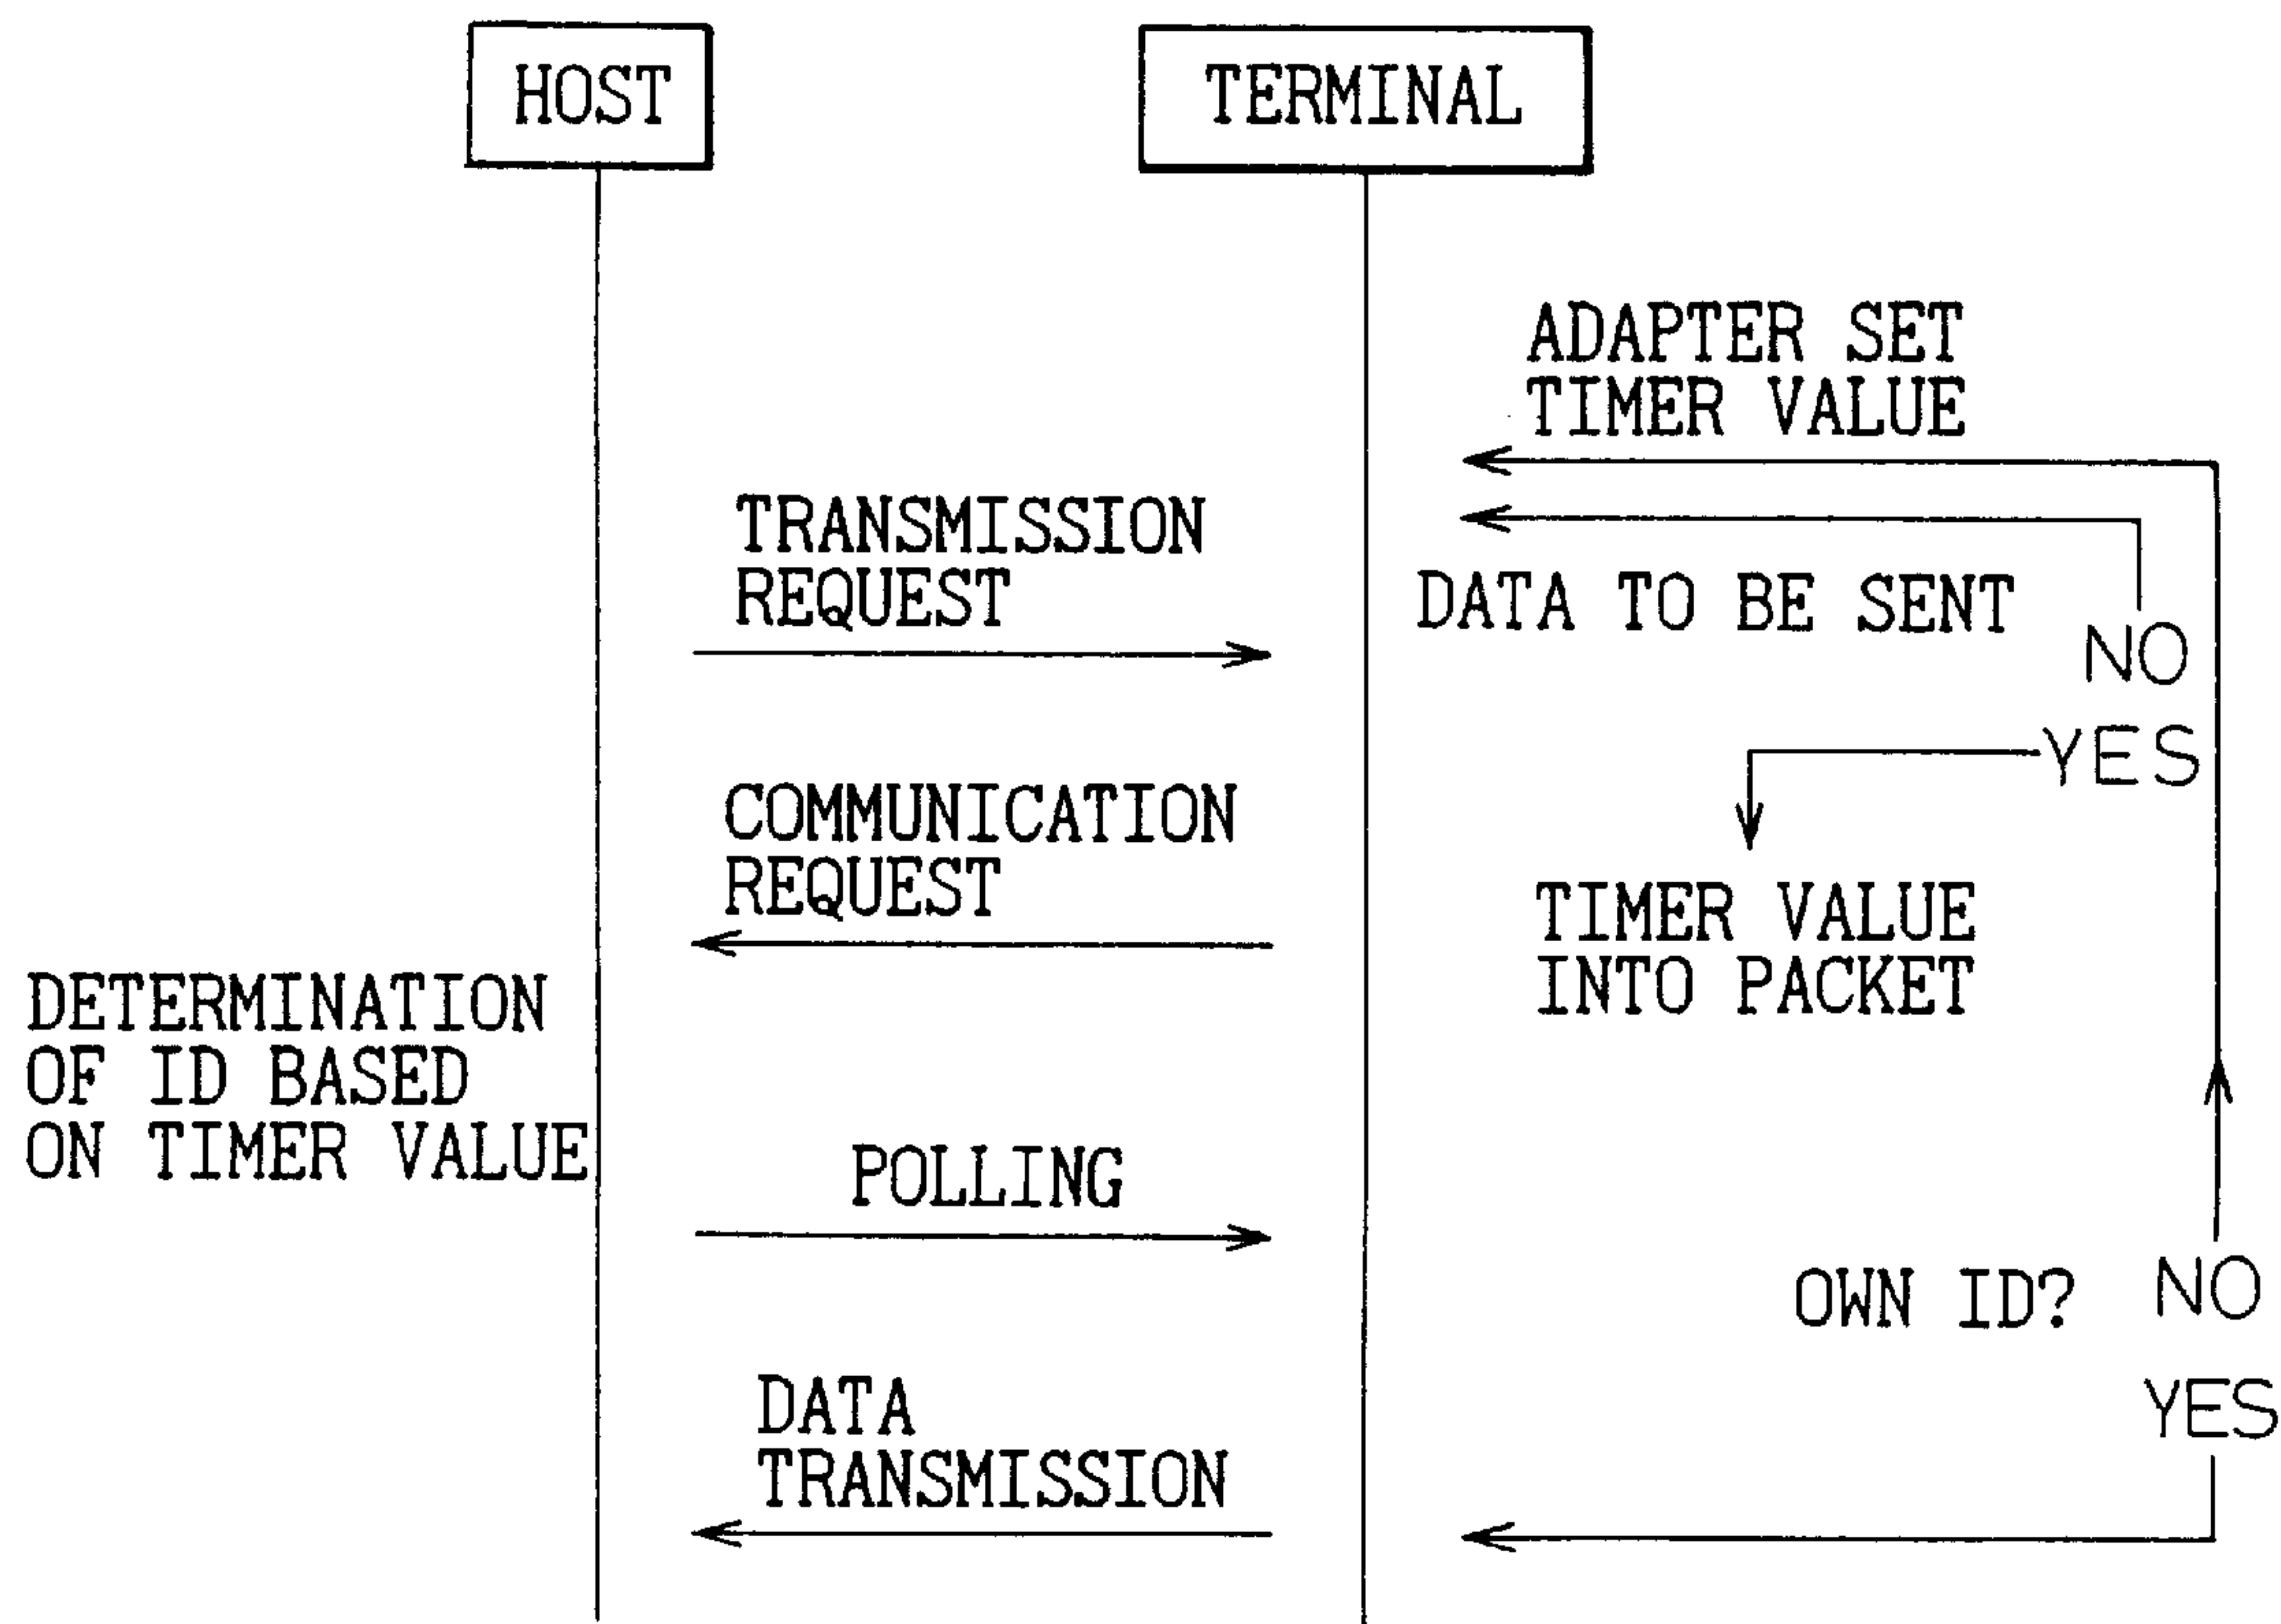 HOST
TERMINAL
ADAPTER SET
TIMER VALUE
TRANSMISSION
REQUEST
DATA TO BE SENT
NO
YES
COMMUNICATION
REQUEST
TIMER VALUE
INTO PACKET
DETERMINATION
OF ID BASED
ON TIMER VALUE
POLLING
OWN ID? NO
YES
DATA
TRANSMISSION